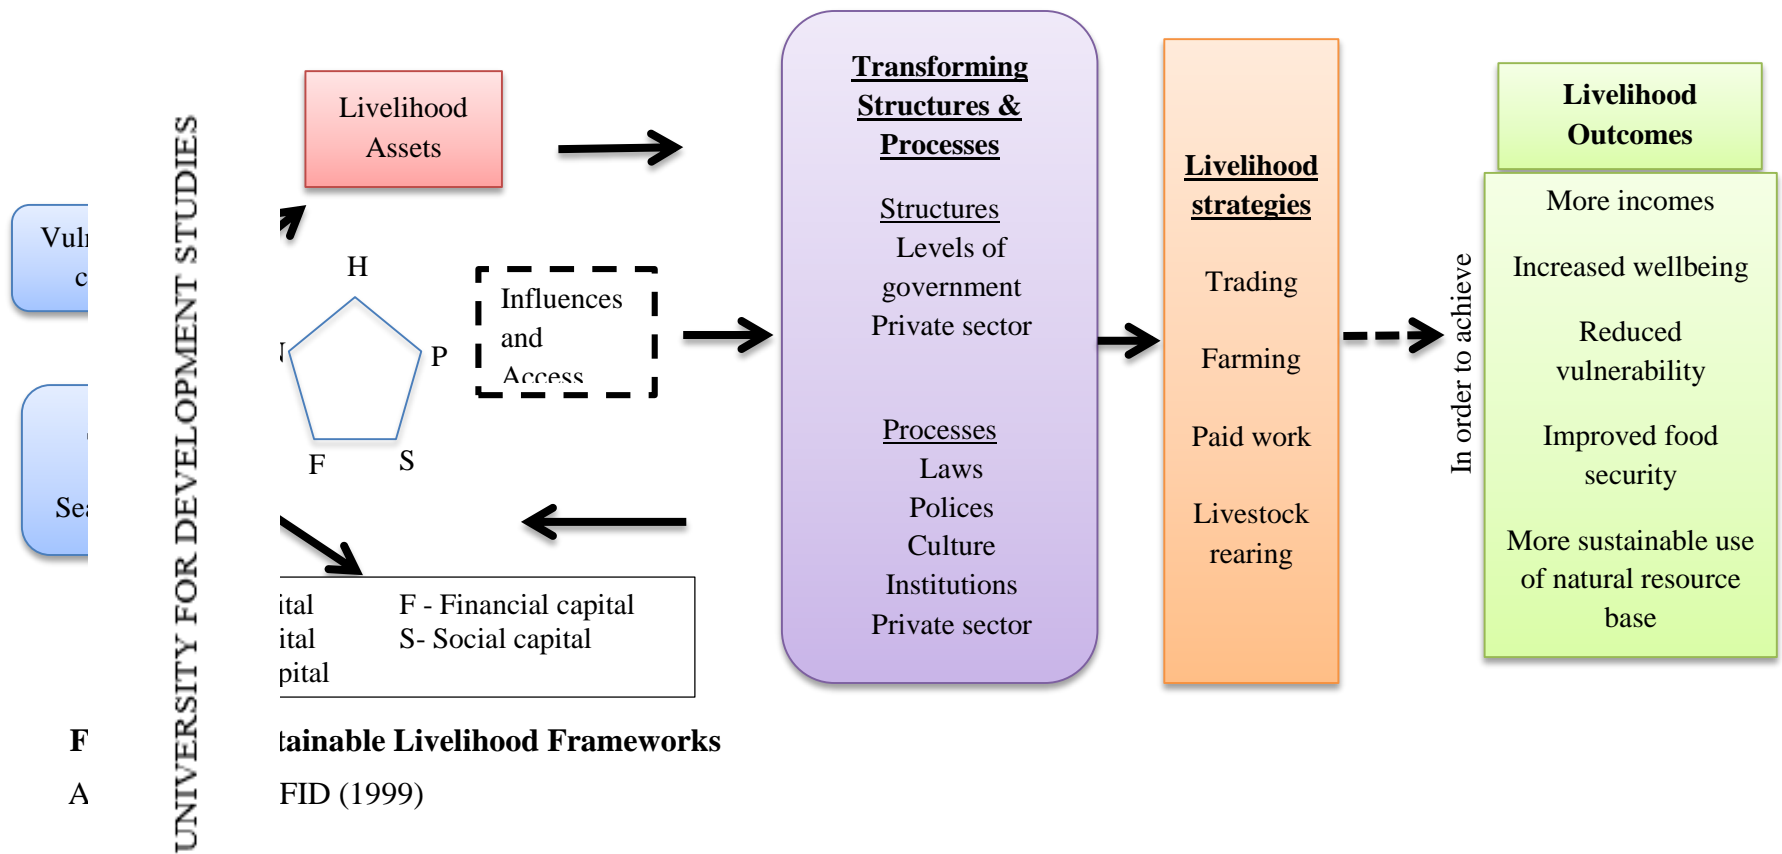 UNIVERSITY FOR DEVELOPMENT STUDIES
Livelihood
Assets
H
P
F
S
Influences
and
Access
F - Financial capital
S- Social capital
Transforming
Structures &
Processes
Structures
Levels of
government
Private sector
Processes
Laws
Polices
Culture
Institutions
Private sector
Livelihood
strategies
Trading
Farming
Paid work
Livestock
rearing
In order to achieve
Livelihood
Outcomes
More incomes
Increased wellbeing
Reduced
vulnerability
Improved food
security
More sustainable use
of natural resource
base
Livelihood Frameworks
(1999)